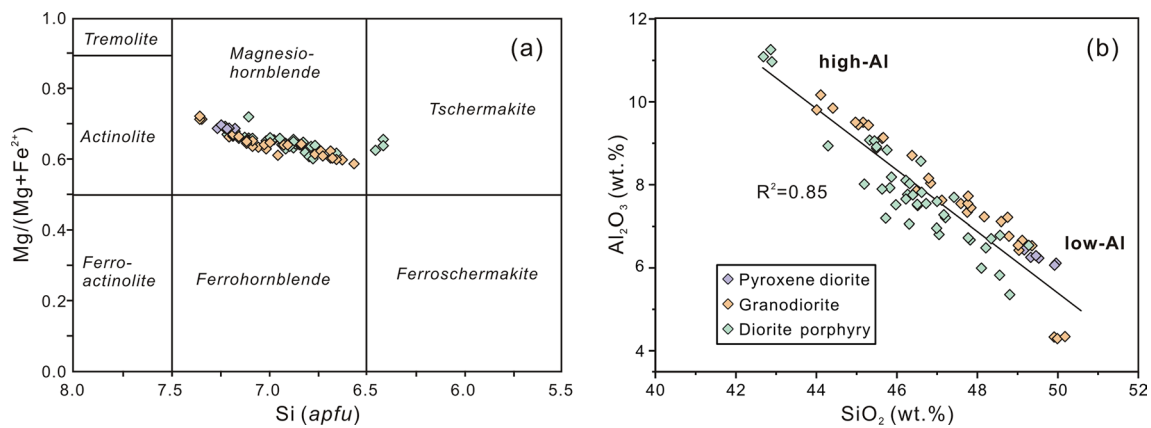 1.0
0.8
0.6
0.4
0.2
0.0
Mg/(Mg+Fe²⁺)
8.0
7.5
7.0
6.5
6.0
5.5
Si (apfu)
Tremolite
Actinolite
Ferro-
actinolite
Magnesio-
hornblende
Ferrohornblende
(a)
Tschermakite
Ferroschermakite
12
10
8
6
4
Al₂O₃ (wt.%)
40
42
44
46
48
50
52
SiO₂ (wt.%)
(b)
high-Al
R²=0.85
low-Al
Pyroxene diorite
Granodiorite
Diorite porphyry